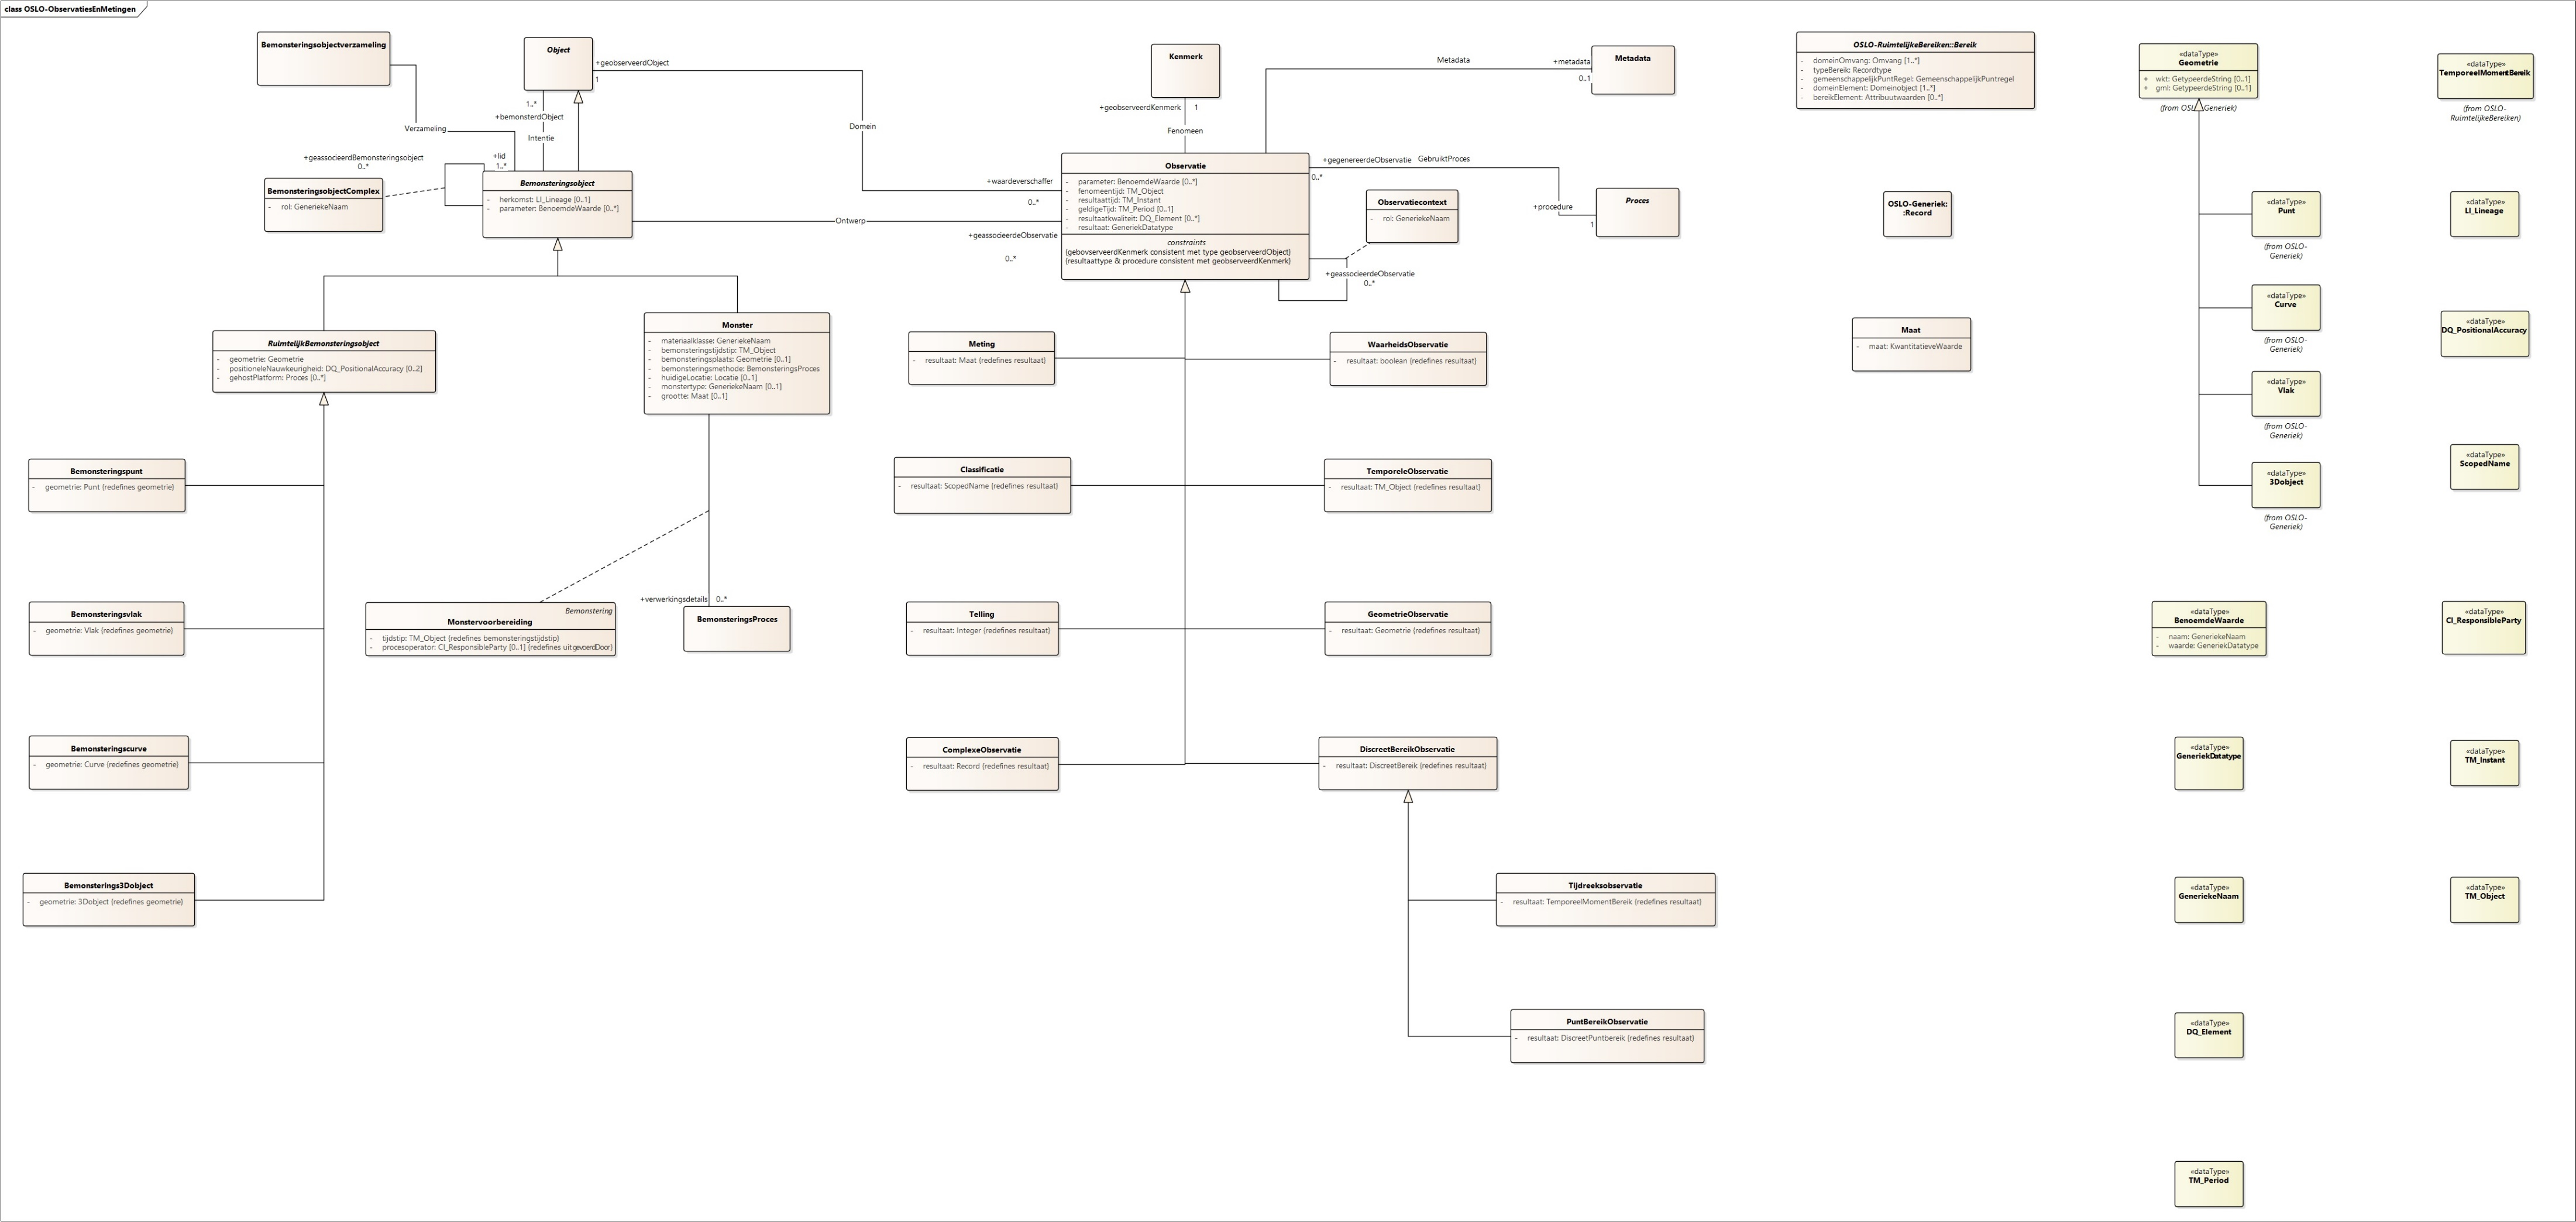 class OSLO-ObservatiesEnMetingen
Bemonsteringsobjectverzameling
Object
+geobserveerdObject
1
Kenmerk
Metadata
+metadata
0..1
Metadata
OSLO-RuimtelijkeBereiken::Bereik
- domeinOmvang: Omvang [1..*]
- typeBereik: Recordtype
- gemeenschappelijkPuntRegel: GemeenschappelijkPuntregel
- domeinElement: Domeinobject [1..*]
- bereikElement: Attribuutwaarden [0..*]
«dataType»
Geometrie
+ wkt: GetypeerdeString [0..1]
+ gml: GetypeerdeString [0..1]
(from OSLO-Generiek)
«dataType»
TemporeelMomentBereik
(from OSLO-
RuimtelijkeBereiken)
1..*
+bemonsterdObject
Intentie
Verzameling
+lid
1..*
Domein
+geobserveerdKenmerk
1
Fenomeen
+geassocieerdBemonsteringsobject
0..*
BemonsteringsobjectComplex
- rol: GeneriekeNaam
Bemonsteringsobject
- herkomst: LI_Lineage [0..1]
- parameter: BenoemdeWaarde [0..*]
+waardeverschaffer
0..*
Ontwerp
+geassocieerdeObservatie
0..*
Observatie
- parameter: BenoemdeWaarde [0..*]
- fenomeentijd: TM_Object
- resultaattijd: TM_Instant
- geldigeTijd: TM_Period [0..1]
- resultaatkwaliteit: DQ_Element [0..*]
- resultaat: GeneriekDatatype
constraints
{gebovserveerdKenmerk consistent met type geobserveerdObject}
{resultaattype & procedure consistent met geobserveerdKenmerk}
+gegenereerdeObservatie
0..*
GebruiktProces
Observatiecontext
- rol: GeneriekeNaam
+geassocieerdeObservatie
0..*
+procedure
1
Proces
OSLO-Generiek:
:Record
«dataType»
Punt
(from OSLO-
Generiek)
«dataType»
LI_Lineage
«dataType»
Curve
(from OSLO-
Generiek)
RuimtelijkBemonsteringsobject
- geometrie: Geometrie
- positioneleNauwkeurigheid: DQ_PositionalAccuracy [0..2]
- gehostPlatform: Proces [0..*]
Monster
- materiaalklasse: GeneriekeNaam
- bemonsteringstijdstip: TM_Object
- bemonsteringsplaats: Geometrie [0..1]
- bemonsteringsmethode: BemonsteringsProces
- huidigeLocatie: Locatie [0..1]
- monstertype: GeneriekeNaam [0..1]
- grootte: Maat [0..1]
Meting
- resultaat: Maat {redefines resultaat}
WaarheidsObservatie
- resultaat: boolean {redefines resultaat}
Maat
- maat: KwantitatieveWaarde
«dataType»
DQ_PositionalAccuracy
«dataType»
Vlak
(from OSLO-
Generiek)
Bemonsteringspunt
- geometrie: Punt {redefines geometrie}
Classificatie
- resultaat: ScopedName {redefines resultaat}
TemporeleObservatie
- resultaat: TM_Object {redefines resultaat}
«dataType»
3Dobject
(from OSLO-
Generiek)
«dataType»
ScopedName
Bemonsteringsvlak
- geometrie: Vlak {redefines geometrie}
Bemonstering
Monstervoorbereiding
- tijdstip: TM_Object {redefines bemonsteringstijdstip}
- procesoperator: CI_ResponsibleParty [0..1] {redefines uitgevoerdDoor}
+verwerkingsdetails
0..*
BemonsteringsProces
Telling
- resultaat: Integer {redefines resultaat}
GeometrieObservatie
- resultaat: Geometrie {redefines resultaat}
«dataType»
BenoemdeWaarde
- naam: GeneriekeNaam
- waarde: GeneriekDatatype
«dataType»
CI_ResponsibleParty
Bemonsteringscurve
- geometrie: Curve {redefines geometrie}
ComplexeObservatie
- resultaat: Record {redefines resultaat}
DiscreetBereikObservatie
- resultaat: DiscreetBereik {redefines resultaat}
«dataType»
GeneriekDatatype
«dataType»
TM_Instant
Bemonsterings3Dobject
- geometrie: 3Dobject {redefines geometrie}
Tijdreeksobservatie
- resultaat: TemporeelMomentBereik {redefines resultaat}
«dataType»
GeneriekeNaam
«dataType»
TM_Object
PuntBereikObservatie
- resultaat: DiscreetPuntbereik {redefines resultaat}
«dataType»
DQ_Element
«dataType»
TM_Period